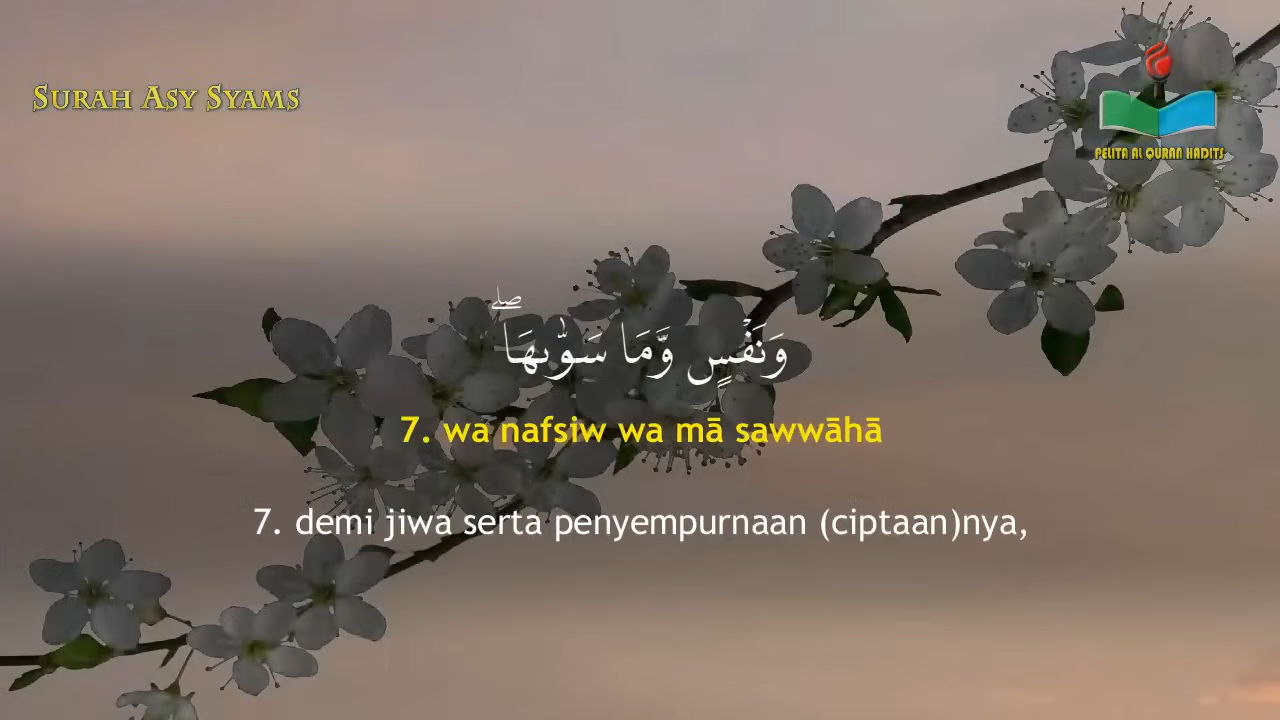 Surah Asy Syams
PELITA AL QURAN HADITS
وَنَفْسٍ وَّمَا سَوّٰىهَاۖ
7. wa nafsiw wa mā sawwāhā
7. demi jiwa serta penyempurnaan (ciptaan)nya,